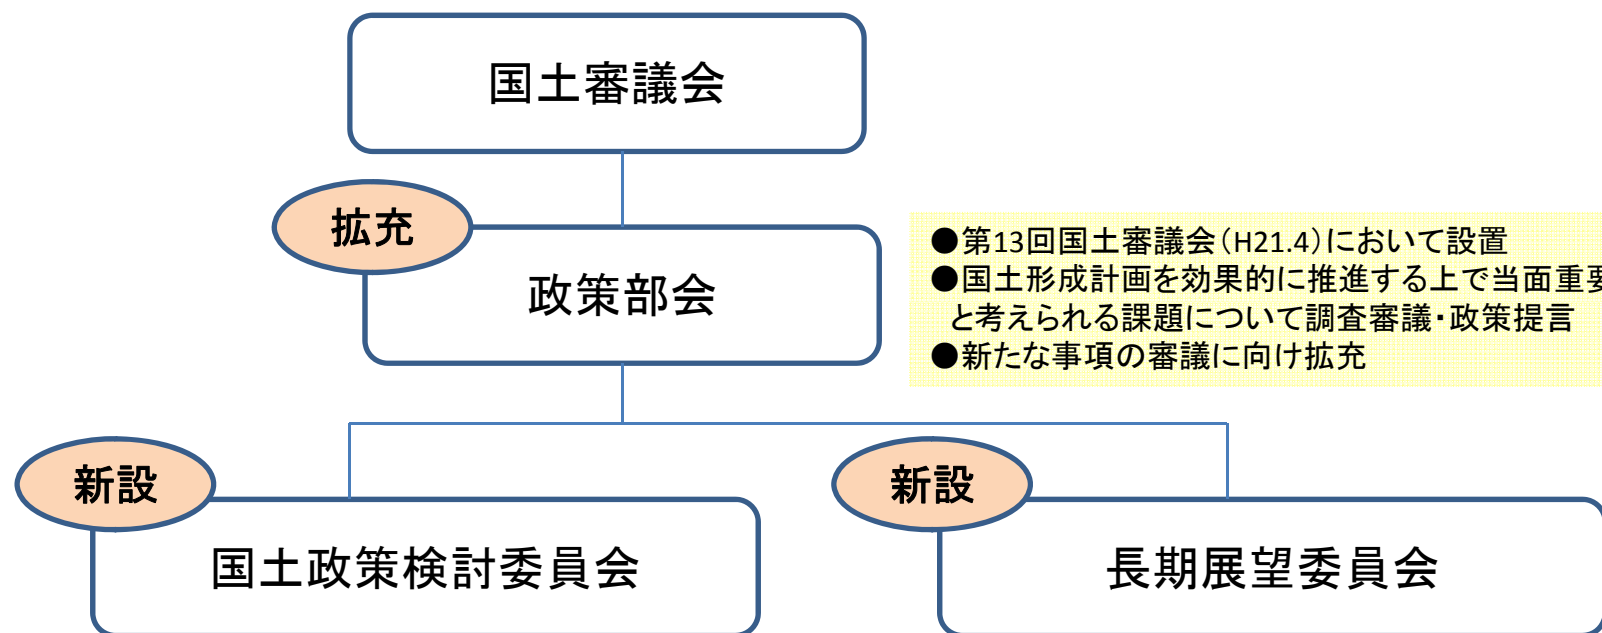 国土審議会
拡充
政策部会
●第13回国土審議会（H21.4）において設置
●国土形成計画を効果的に推進する上で当面重要
と考えられる課題について調査審議・政策提言
●新たな事項の審議に向け拡充
新設
国土政策検討委員会
新設
長期展望委員会